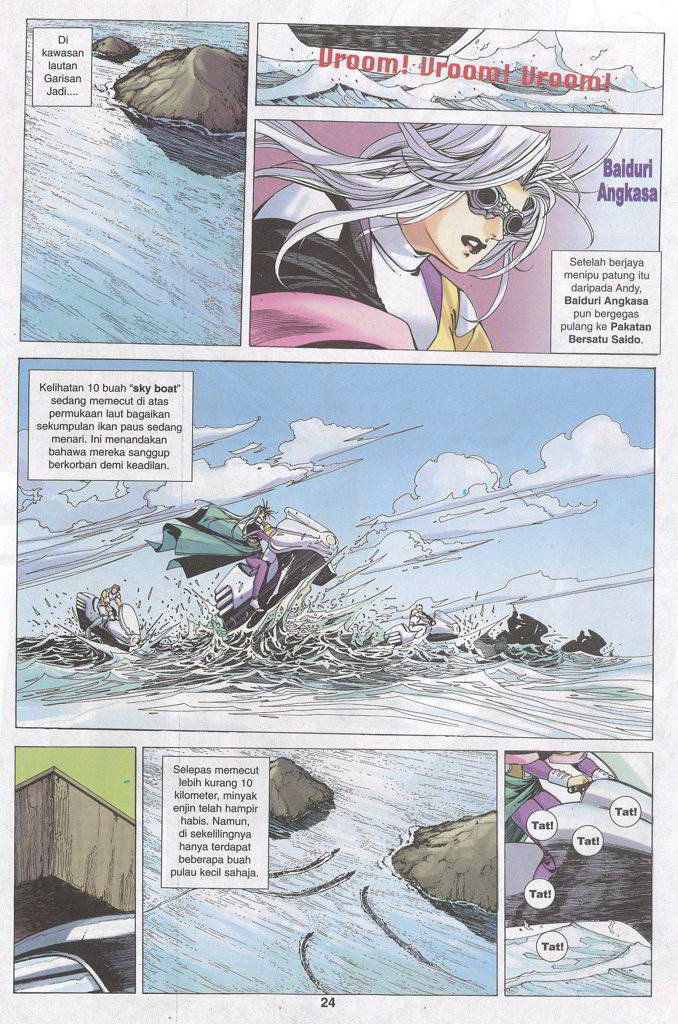 Di
kawasan
lautan
Garisan
Jadi....
Vroom! Vroom! Vroom!
Baiduri
Angkasa
Setelah berjaya
menipu patung itu
daripada Andy,
Baiduri Angkasa
pun bergegas
pulang ke Pakatan
Bersatu Saido.
Kelihatan 10 buah "sky boat"
sedang memecut di atas
permukaan laut bagaikan
sekumpulan ikan paus sedang
menari. Ini menandakan
bahawa mereka sanggup
berkorban demi keadilan.
Selepas memecut
lebih kurang 10
kilometer, minyak
enjin telah hampir
habis. Namun,
di sekelilingnya
hanya terdapat
beberapa buah
pulau kecil sahaja.
Tat!
Tat!
Tat!
Tat!
Tat!
24